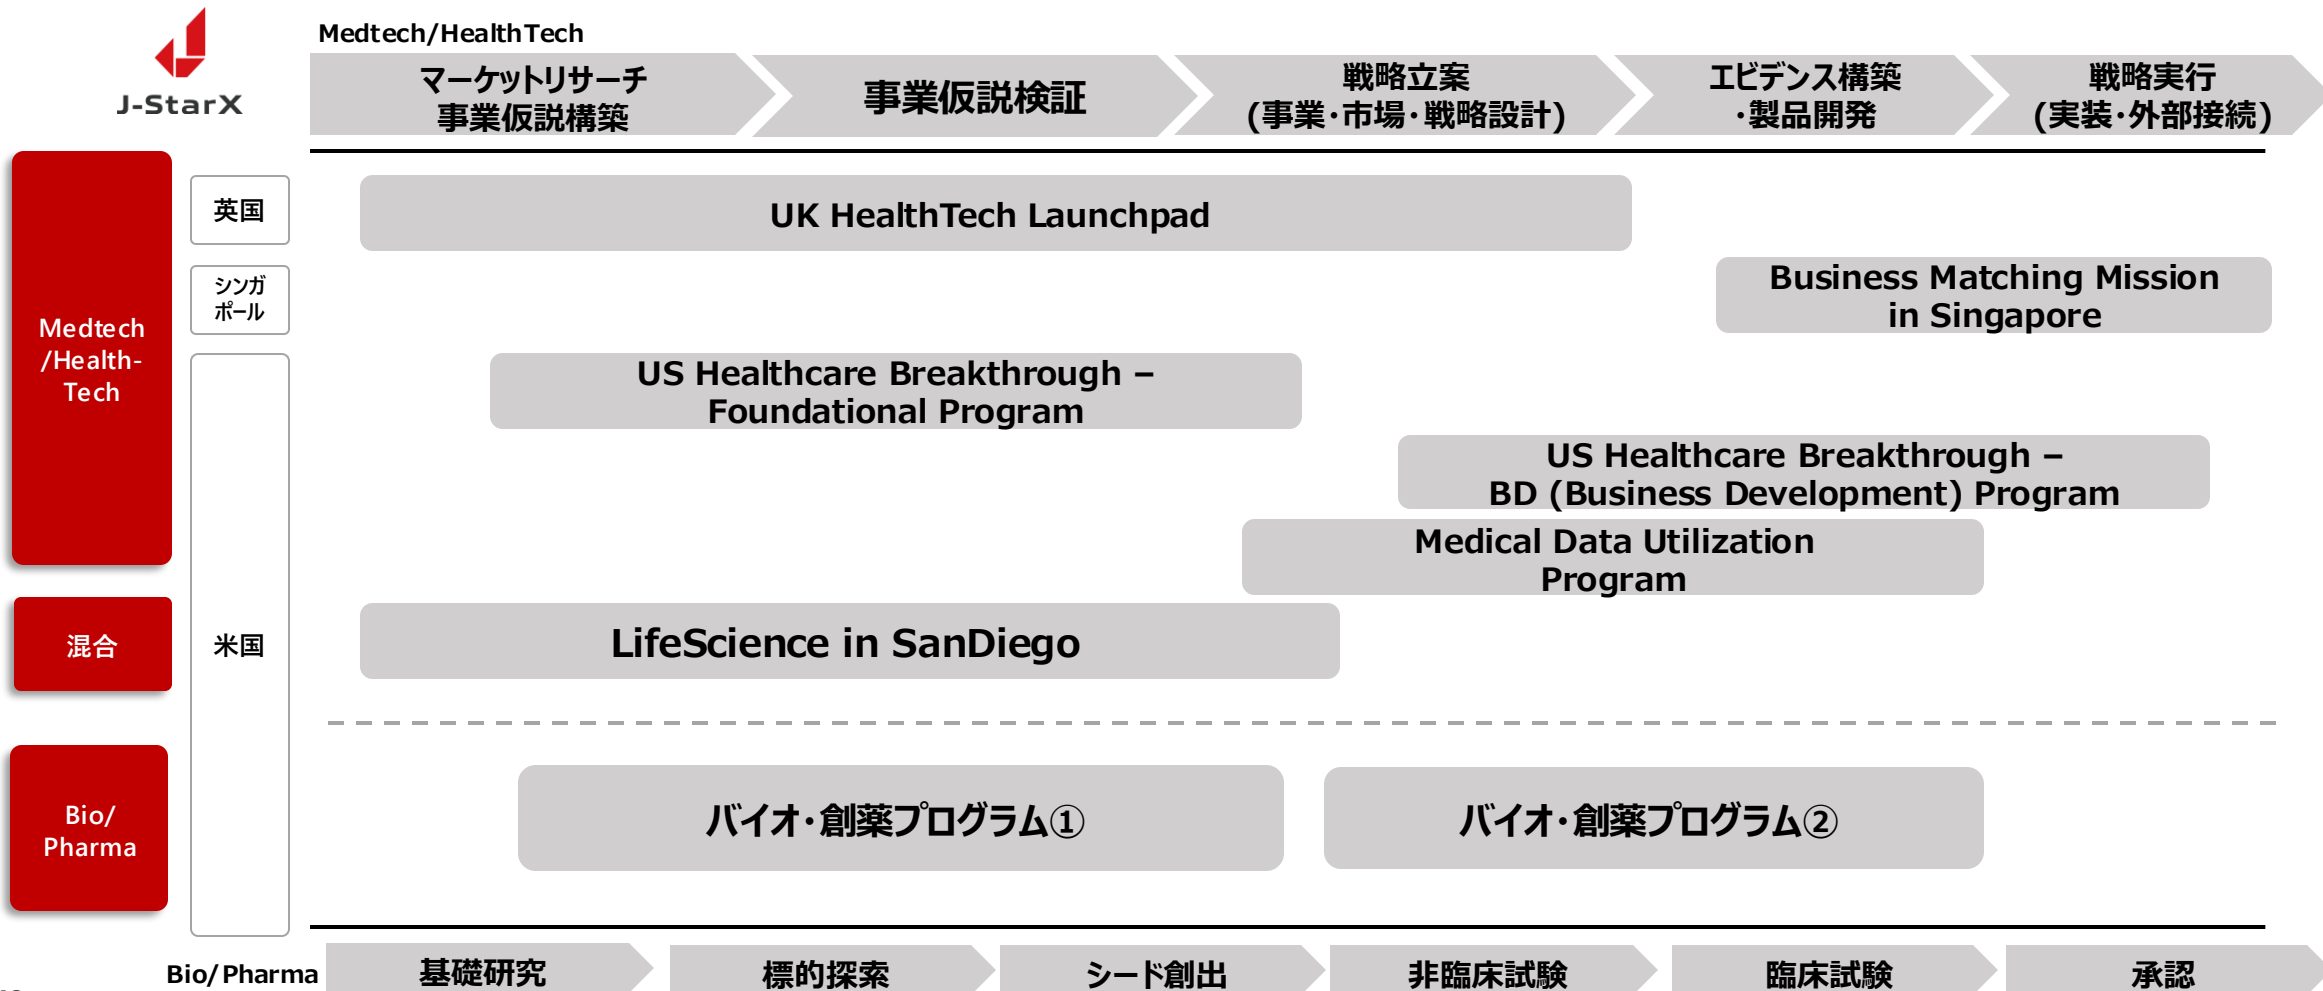 J-StarX
Medtech/HealthTech
マーケットリサーチ
事業仮説構築
事業仮説検証
戦略立案
(事業・市場・戦略設計)
エビデンス構築
・製品開発
戦略実行
(実装・外部接続)
Medtech
/Health-
Tech
英国
UK HealthTech Launchpad
シンガ
ポール
Business Matching Mission
in Singapore
US Healthcare Breakthrough –
Foundational Program
US Healthcare Breakthrough –
BD (Business Development) Program
Medical Data Utilization
Program
混合
米国
LifeScience in SanDiego
Bio/
Pharma
バイオ・創薬プログラム①
バイオ・創薬プログラム②
Bio/Pharma
基礎研究
標的探索
シード創出
非臨床試験
臨床試験
承認